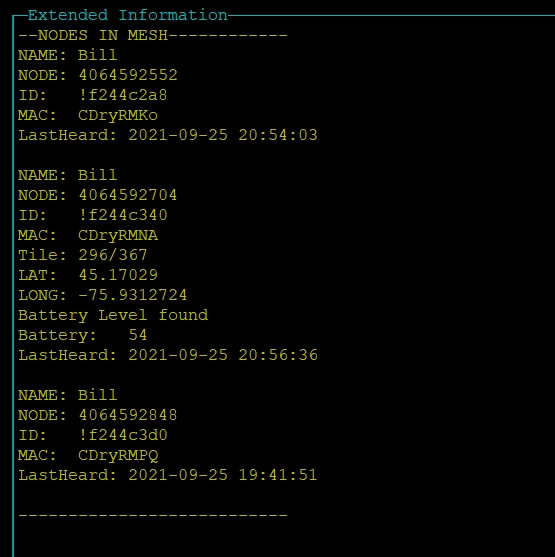 Extended Information
--NODES IN MESH------------
NAME: Bill
NODE: 4064592552
ID:   !f244c2a8
MAC:  CDryRMKo
LastHeard: 2021-09-25 20:54:03
NAME: Bill
NODE: 4064592704
ID:   !f244c340
MAC:  CDryRMNA
Tile: 296/367
LAT:  45.17029
LONG: -75.9312724
Battery Level found
Battery:   54
LastHeard: 2021-09-25 20:56:36
NAME: Bill
NODE: 4064592848
ID:   !f244c3d0
MAC:  CDryRMPQ
LastHeard: 2021-09-25 19:41:51
---------------------------